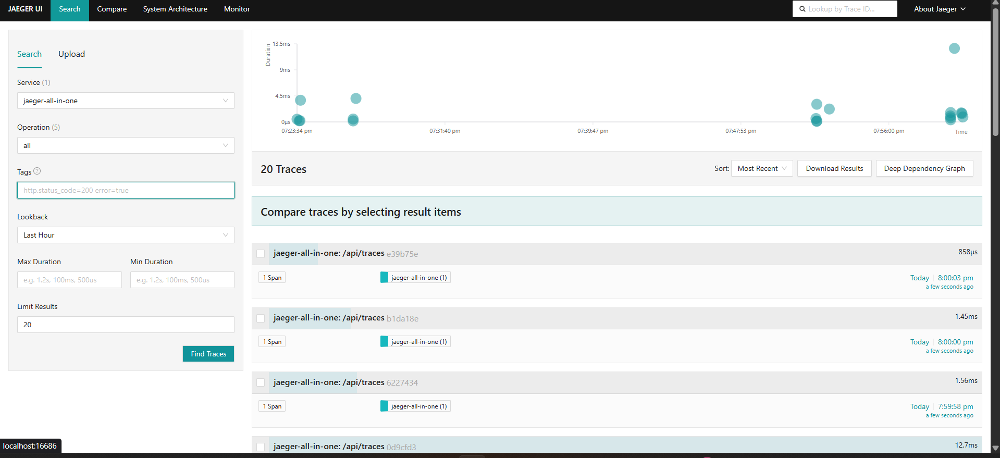 JAEGER UI Search Compare System Architecture Monitor Lookup by Trace ID... About Jaeger
Search Upload
Service (1)
jaeger-all-in-one
Operation (5)
all
Tags ?
http.status_code=200 error=true
Lookback
Last Hour
Max Duration Min Duration
e.g. 1.2s, 100ms, 500us e.g. 1.2s, 100ms, 500us
Limit Results
20
Find Traces
Duration
13.5ms
9ms
4.5ms
0μs
07:23:34 pm 07:31:40 pm 07:39:47 pm 07:47:53 pm 07:56:00 pm Time
20 Traces Sort: Most Recent Download Results Deep Dependency Graph
Compare traces by selecting result items
jaeger-all-in-one: /api/traces e39b75e 858μs
1 Span jaeger-all-in-one (1) Today 8:00:03 pm
a few seconds ago
jaeger-all-in-one: /api/traces b1da18e 1.45ms
1 Span jaeger-all-in-one (1) Today 8:00:00 pm
a few seconds ago
jaeger-all-in-one: /api/traces 6227434 1.56ms
1 Span jaeger-all-in-one (1) Today 7:59:58 pm
a few seconds ago
jaeger-all-in-one: /api/traces 0d9cfd3 12.7ms
localhost:16686